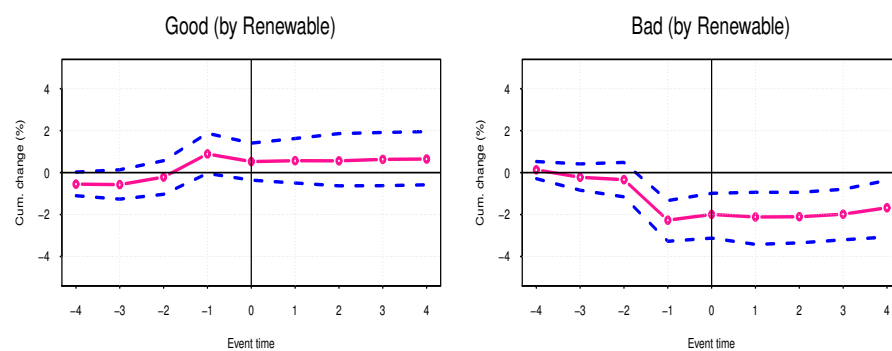 Good (by Renewable)
Cum. change (%)
4
2
0
−2
−4
−4 −3 −2 −1 0 1 2 3 4
Event time
Bad (by Renewable)
Cum. change (%)
4
2
0
−2
−4
−4 −3 −2 −1 0 1 2 3 4
Event time